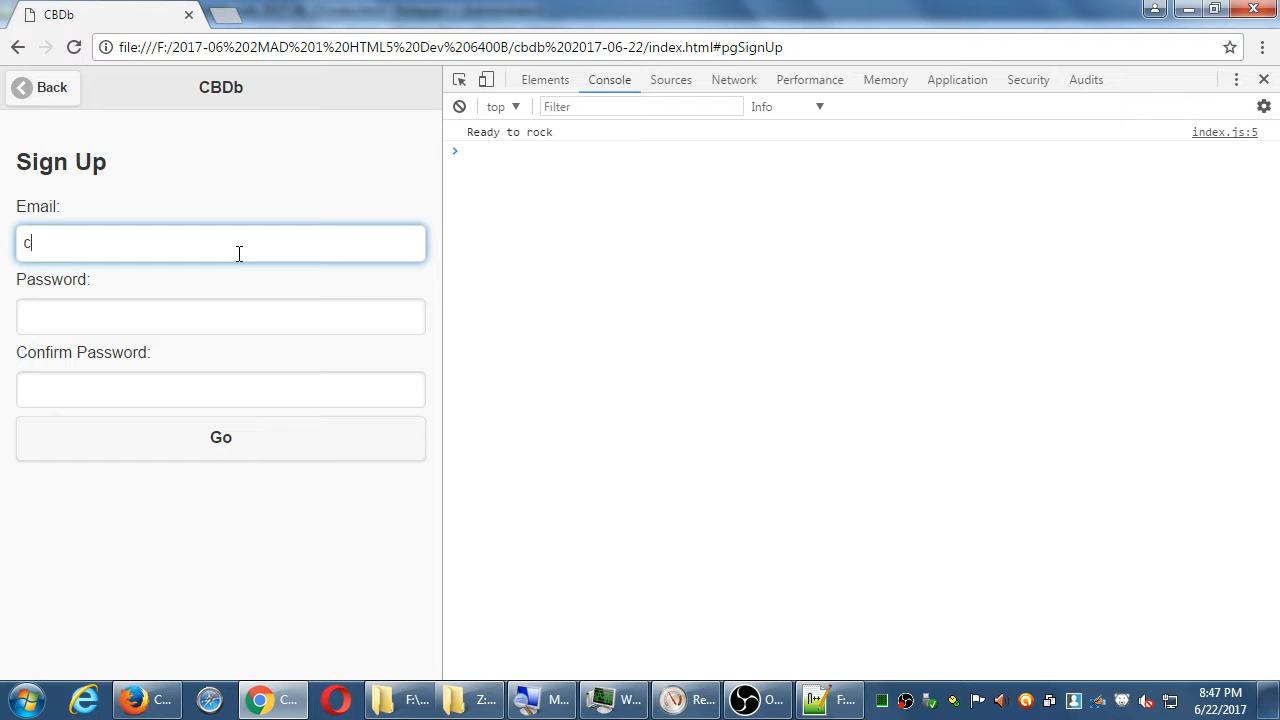 CBDb
file:///F:/2017-06%202MAD%201%20HTML5%20Dev%206400B/cbdb%202017-06-22/index.html#pgSignUp
Back
CBDb
Elements Console Sources Network Performance Memory Application Security Audits
top Filter Info
Ready to rock index.js:5
Sign Up
Email:
c
Password:
Confirm Password:
Go
C... C... F:\... Z:... M... W... Re... O... F:...
8:47 PM
6/22/2017